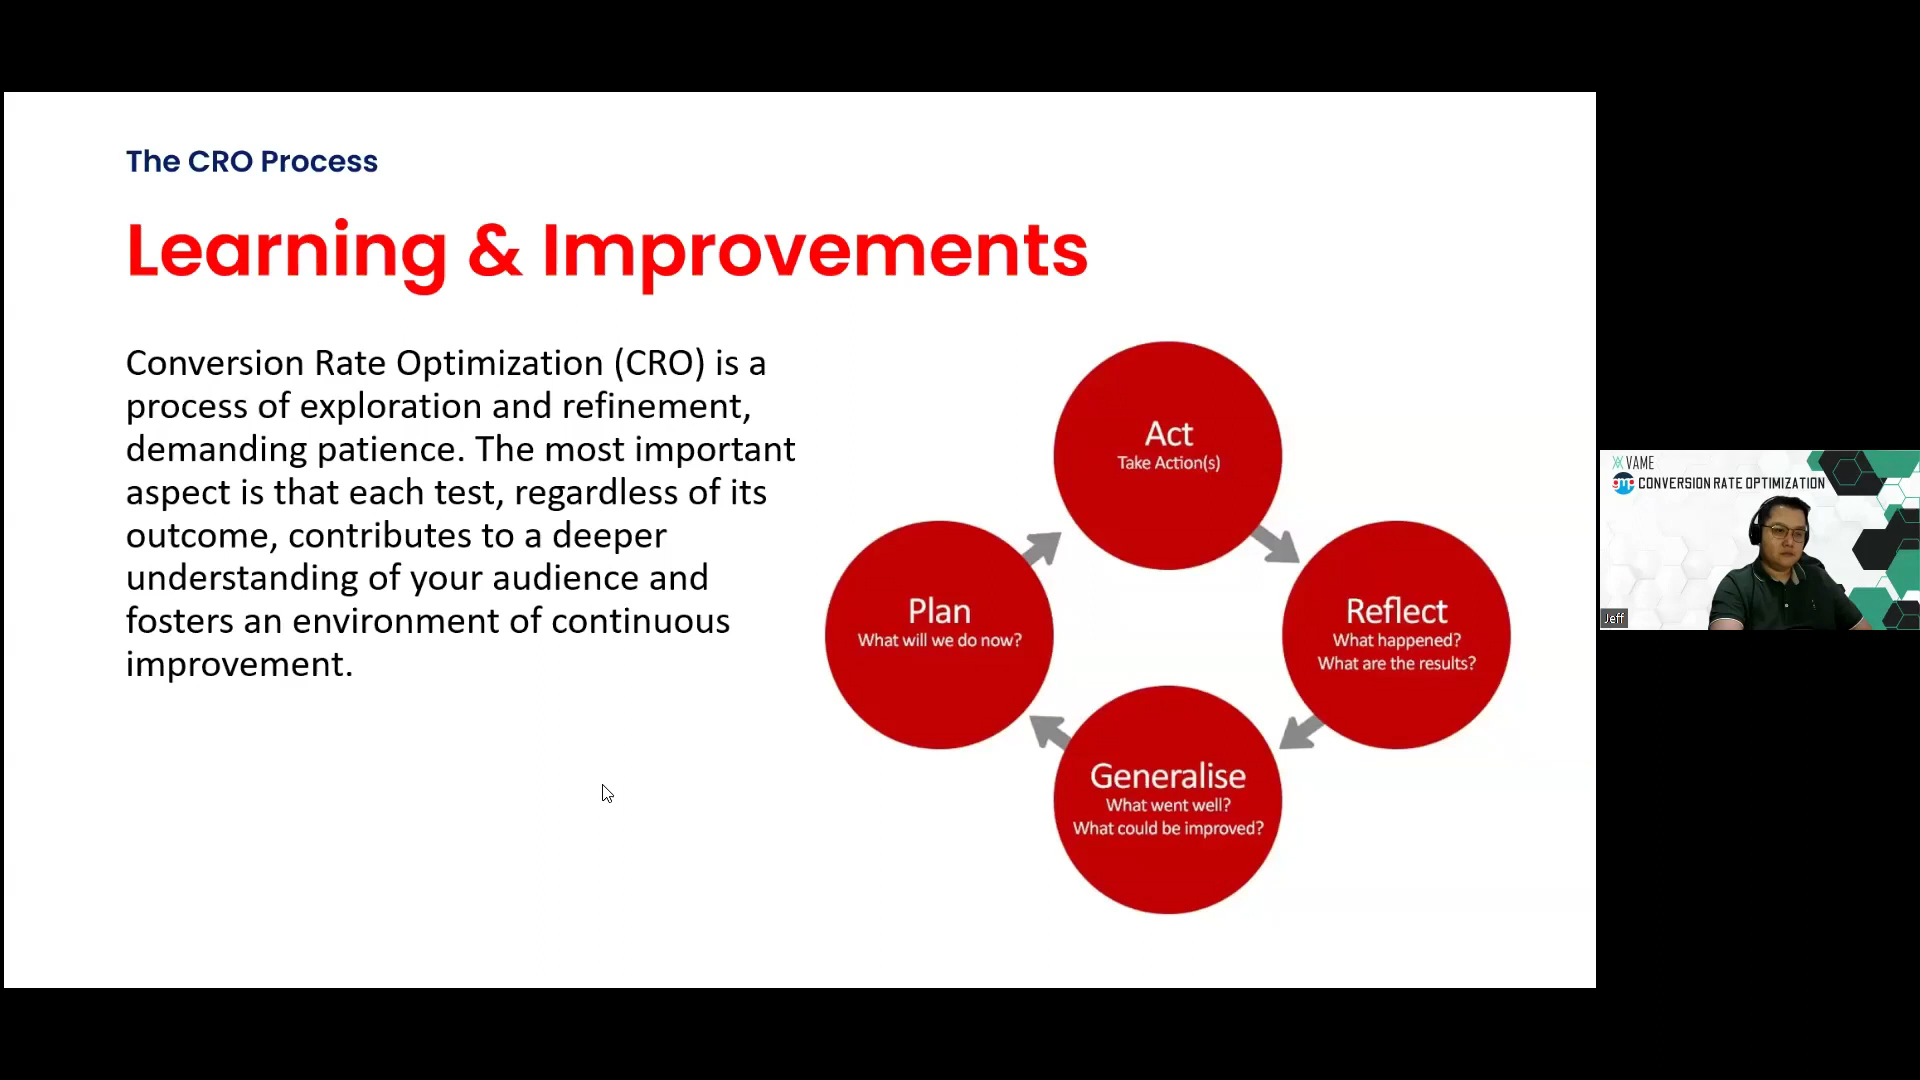 The CRO Process
Learning & Improvements
Conversion Rate Optimization (CRO) is a
process of exploration and refinement,
demanding patience. The most important
aspect is that each test, regardless of its
outcome, contributes to a deeper
understanding of your audience and
fosters an environment of continuous
improvement.
Act
Take Action(s)
Plan
What will we do now?
Reflect
What happened?
What are the results?
Generalise
What went well?
What could be improved?
VAME
gmp CONVERSION RATE OPTIMIZATION
Jeff